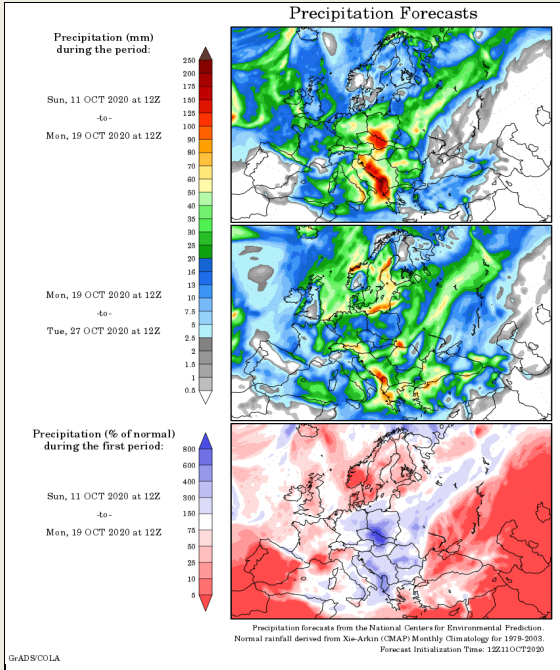 Precipitation Forecasts
Precipitation (mm)
during the period:
Sun, 11 OCT 2020 at 12Z
-to-
Mon, 19 OCT 2020 at 12Z
250
200
175
150
125
100
90
80
70
60
50
40
35
30
25
20
16
13
10
7.5
5
2.5
2
1.5
1
0.5
Mon, 19 OCT 2020 at 12Z
-to-
Tue, 27 OCT 2020 at 12Z
Precipitation (% of normal)
during the first period:
Sun, 11 OCT 2020 at 12Z
-to-
Mon, 19 OCT 2020 at 12Z
800
600
400
300
150
75
50
25
10
5
Precipitation forecasts from the National Centers for Environmental Prediction.
Normal rainfall derived from Xie-Arkin (CMAP) Monthly Climatology for 1979-2003.
Forecast Initialization Time: 12Z11OCT2020
GrADS/COLA